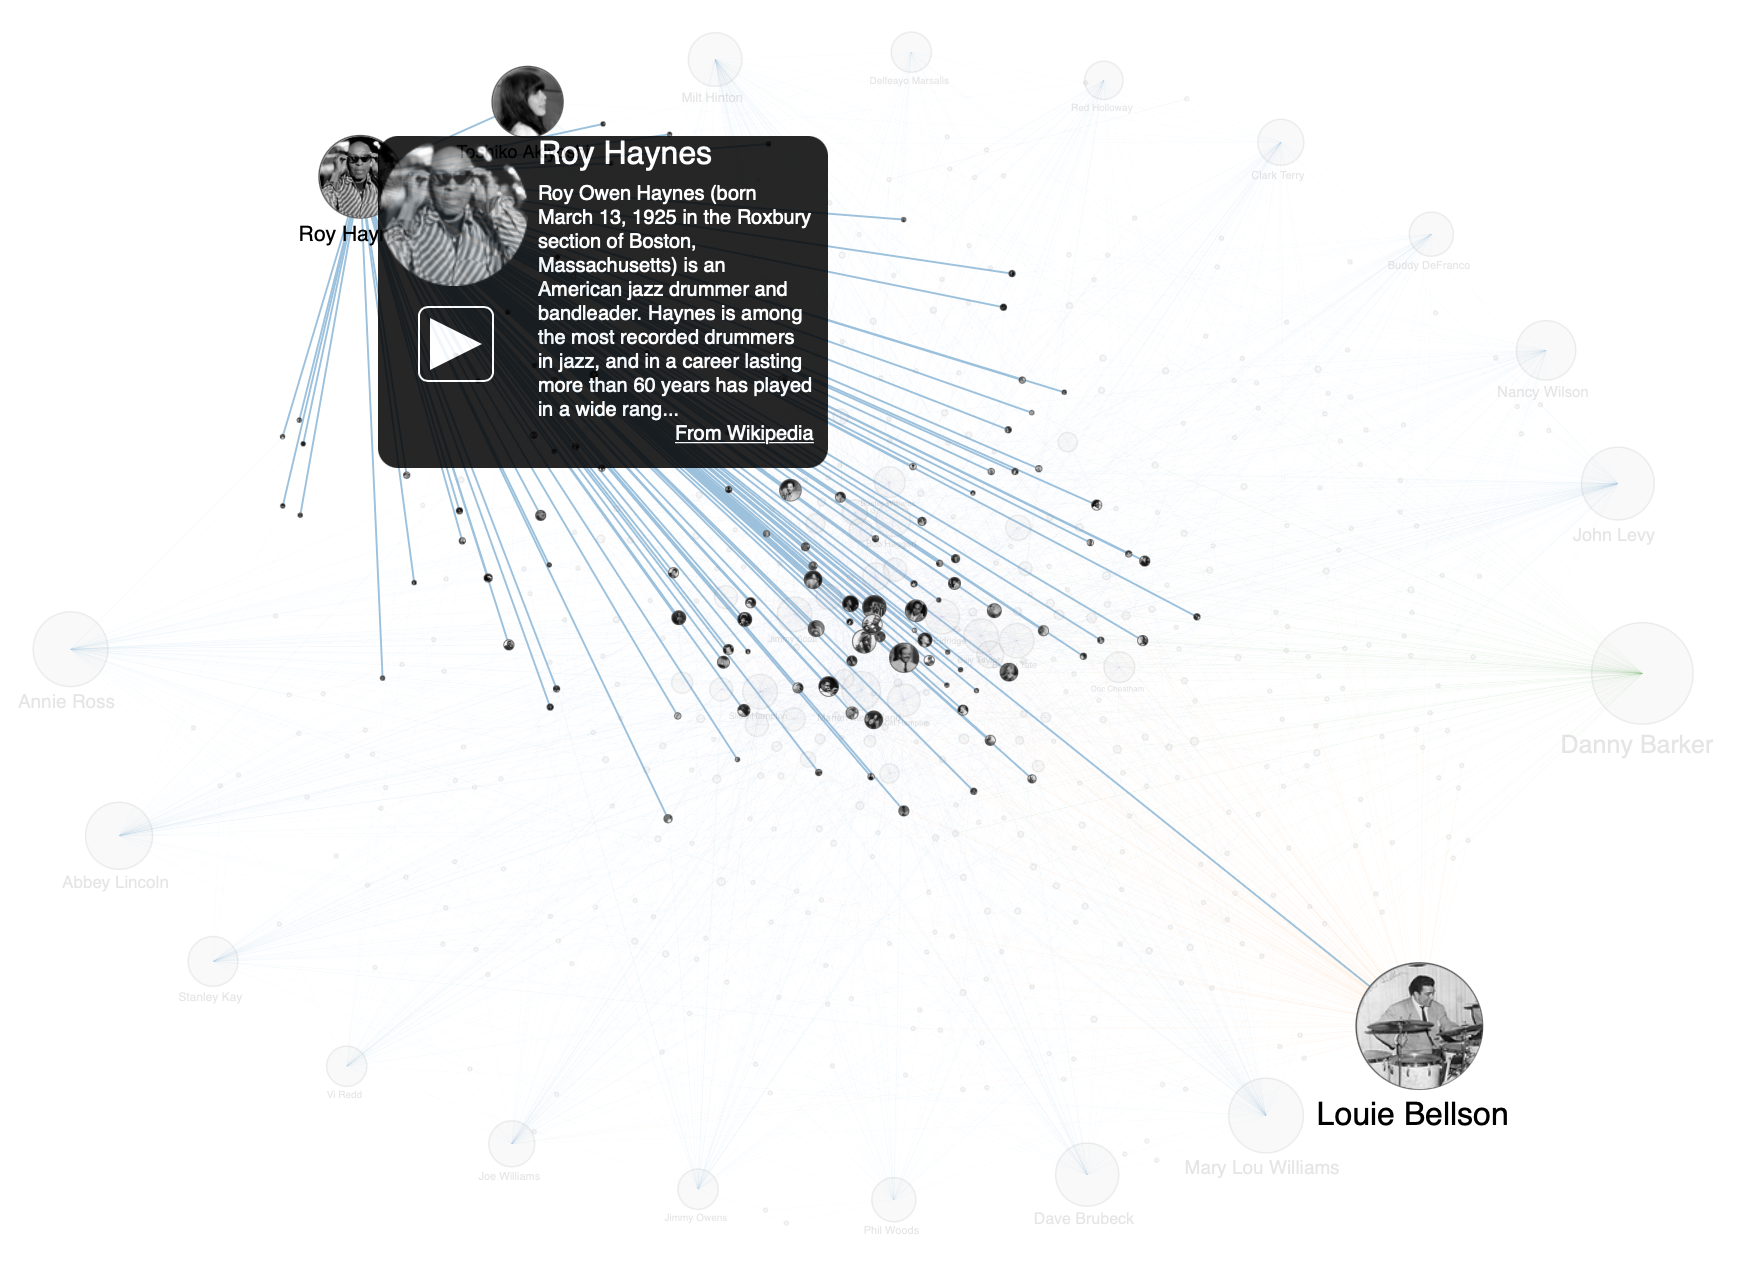 Milt Hinton
Delfeayo Marsalis
Red Holloway
Toshiko Ak
Roy Haynes
Clark Terry
Roy Owen Haynes (born
March 13, 1925 in the Roxbury
section of Boston,
Massachusetts) is an
American jazz drummer and
bandleader. Haynes is among
the most recorded drummers
in jazz, and in a career lasting
more than 60 years has played
in a wide rang...
From Wikipedia
Roy Hayn
Buddy DeFranco
Nancy Wilson
John Levy
Doc Cheatham
Annie Ross
Danny Barker
Abbey Lincoln
Stanley Kay
Vi Redd
Louie Bellson
Mary Lou Williams
Joe Williams
Jimmy Owens
Phil Woods
Dave Brubeck